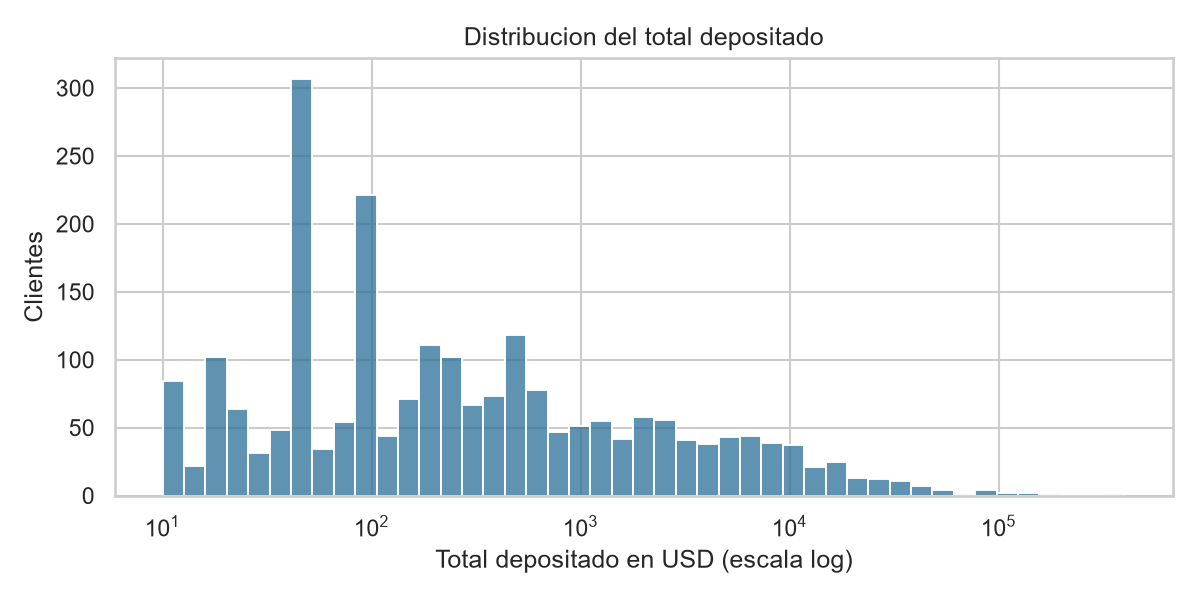 Distribucion del total depositado
300
250
200
150
100
50
0
Clientes
10^1 10^2 10^3 10^4 10^5
Total depositado en USD (escala log)